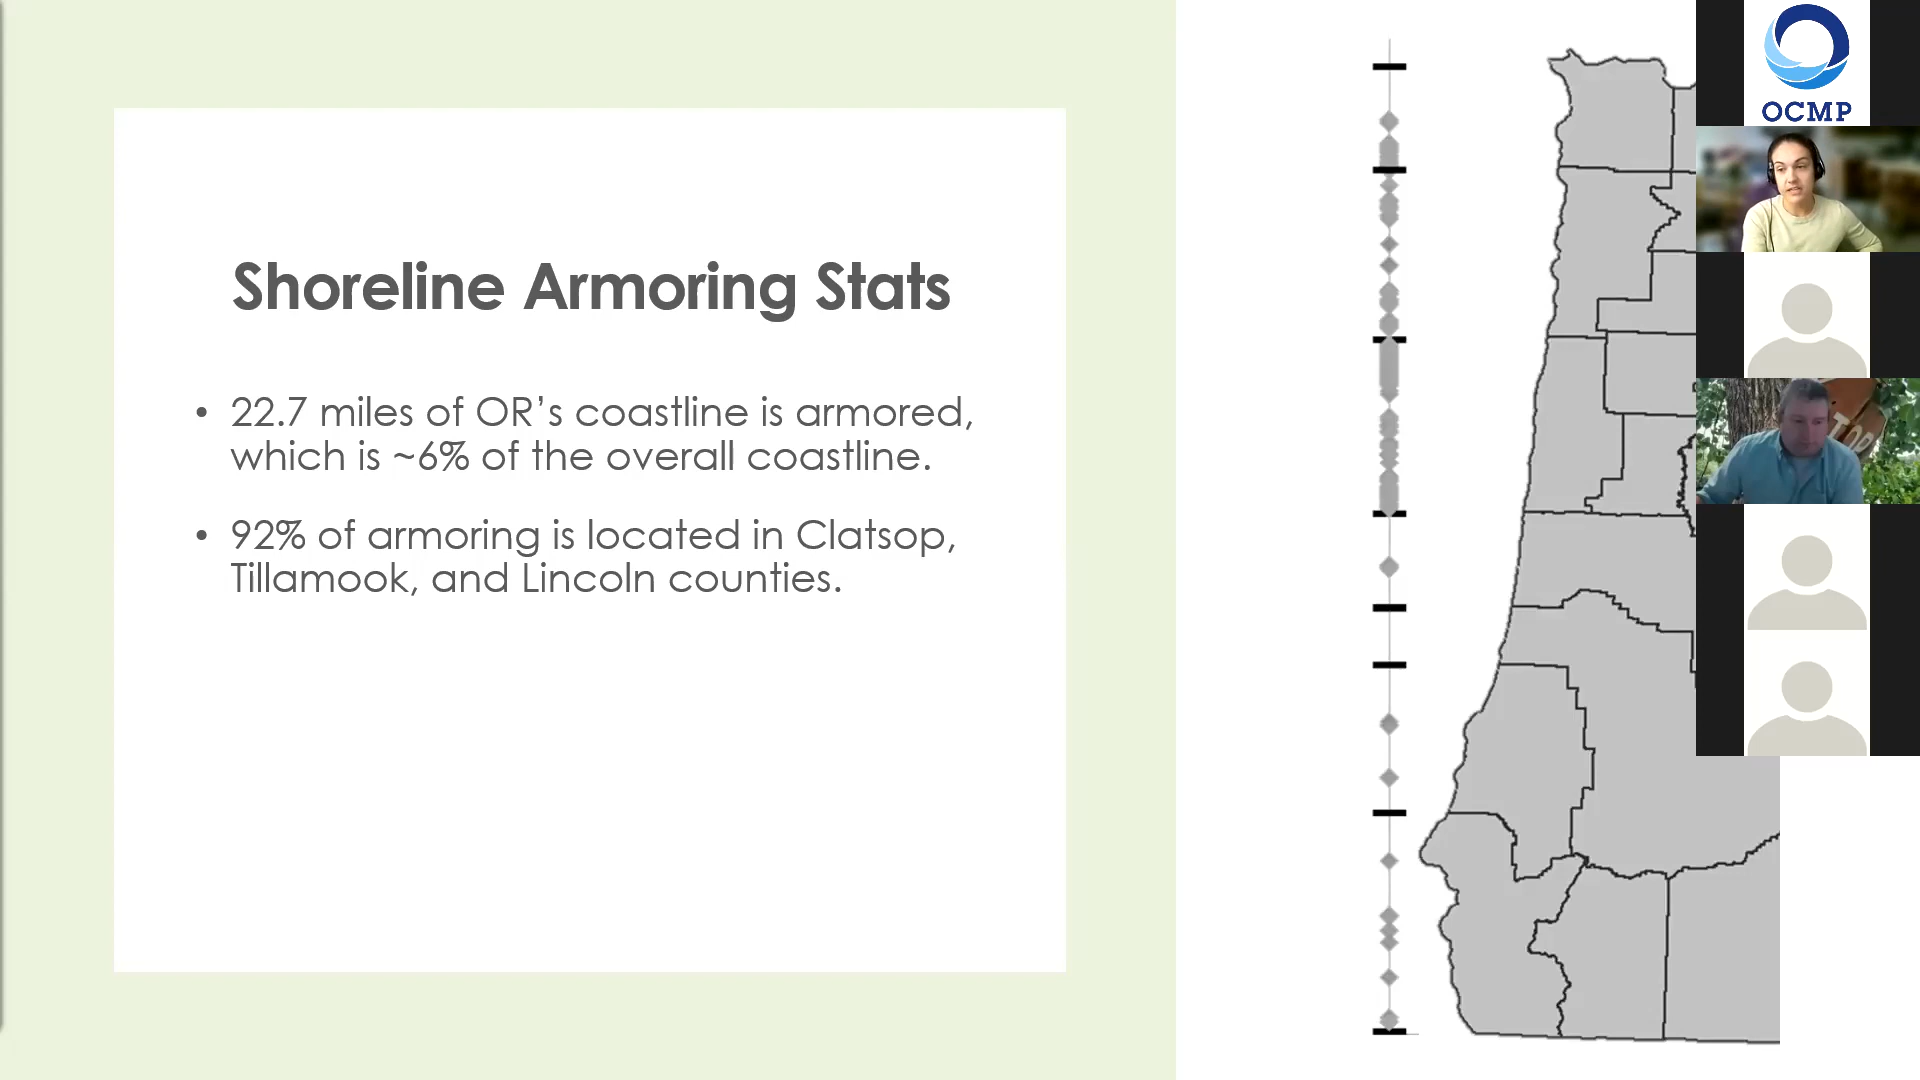 Shoreline Armoring Stats
• 22.7 miles of OR’s coastline is armored,
which is ~6% of the overall coastline.
• 92% of armoring is located in Clatsop,
Tillamook, and Lincoln counties.
OCMP
TOP